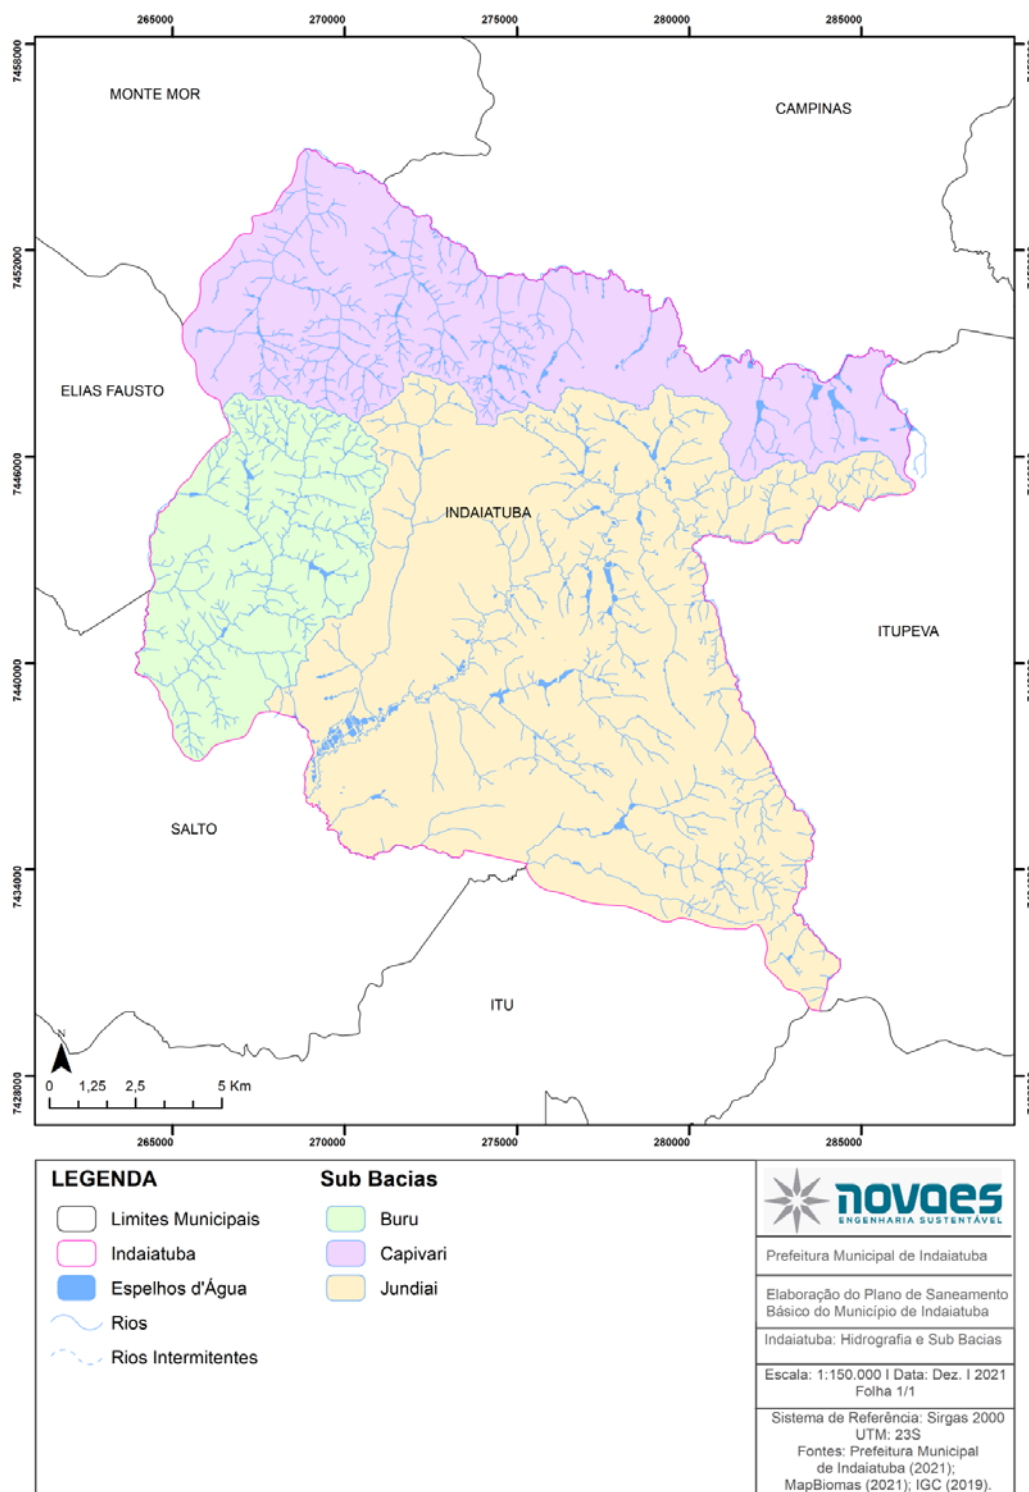 265000 270000 275000 280000 285000
7458000
MONTE MOR
CAMPINAS
7452000
ELIAS FAUSTO
7446000
INDAIATUBA
ITUPEVA
7440000
SALTO
7434000
ITU
N
7428000
0 1,25 2,5 5 Km
265000 270000 275000 280000 285000
LEGENDA
Limites Municipais
Indaiatuba
Espelhos d'Água
Rios
Rios Intermitentes
Sub Bacias
Buru
Capivari
Jundiai
novaes
ENGENHARIA SUSTENTÁVEL
Prefeitura Municipal de Indaiatuba
Elaboração do Plano de Saneamento
Básico do Município de Indaiatuba
Indaiatuba: Hidrografia e Sub Bacias
Escala: 1:150.000 I Data: Dez. I 2021
Folha 1/1
Sistema de Referência: Sirgas 2000
UTM: 23S
Fontes: Prefeitura Municipal
de Indaiatuba (2021);
MapBiomas (2021); IGC (2019).